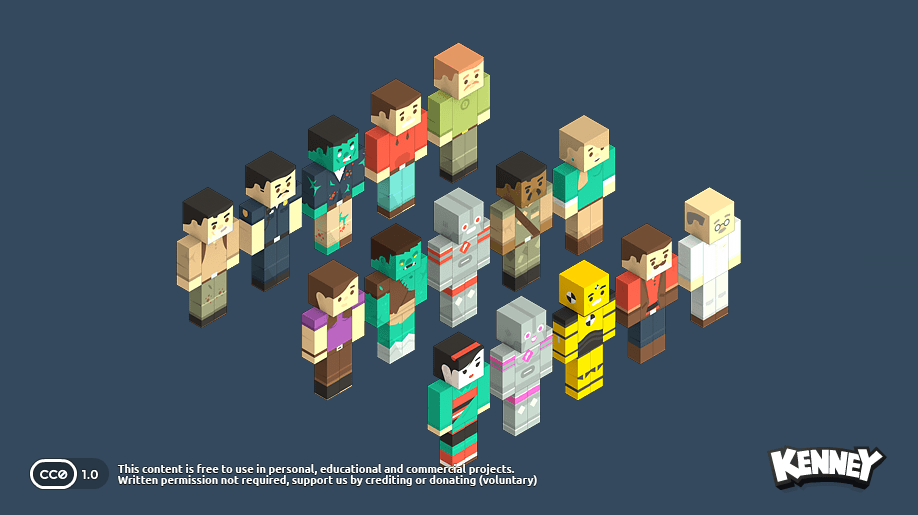 CC0 1.0
This content is free to use in personal, educational and commercial projects.
Written permission not required, support us by crediting or donating (voluntary)
KENNEY